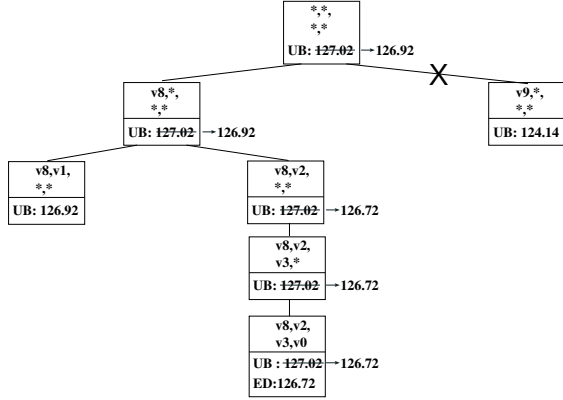 *,*,
*,*
UB: 127.02 → 126.92
X
v8,*,
*,*
UB: 127.02 → 126.92
v9,*,
*,*
UB: 124.14
v8,v1,
*,*
UB: 126.92
v8,v2,
*,*
UB: 127.02 → 126.72
v8,v2,
v3,*
UB: 127.02 → 126.72
v8,v2,
v3,v0
UB : 127.02 → 126.72
ED:126.72